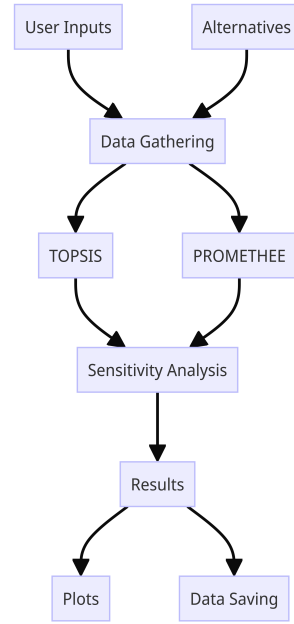 User Inputs
Alternatives
Data Gathering
TOPSIS
PROMETHEE
Sensitivity Analysis
Results
Plots
Data Saving